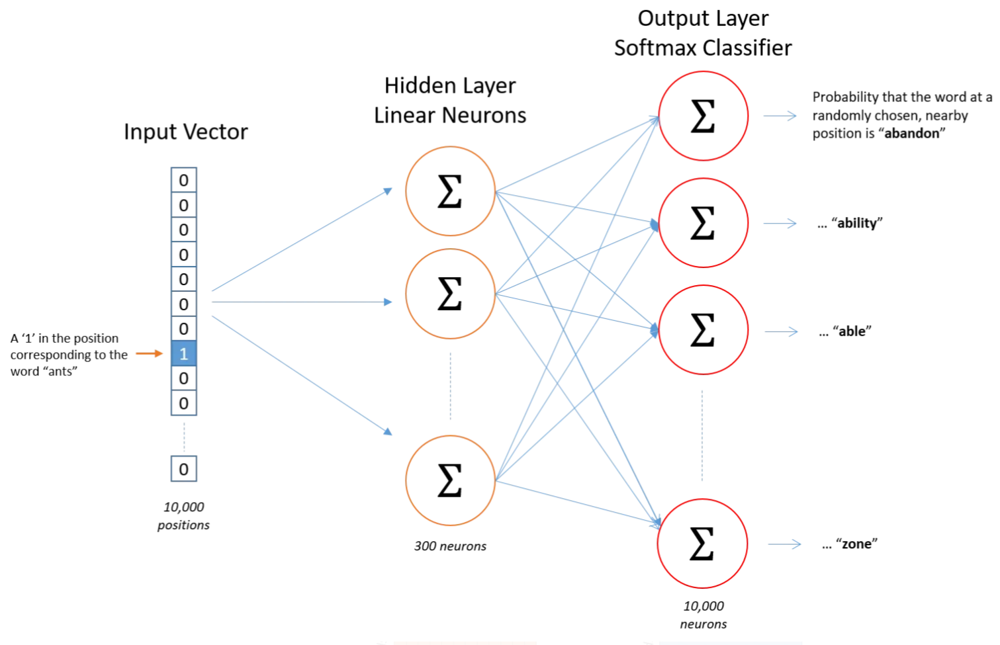 Output Layer
Softmax Classifier
Hidden Layer
Linear Neurons
Input Vector
0
0
0
0
0
0
0
1
0
0
0
A ‘1’ in the position
corresponding to the
word “ants”
10,000
positions
Σ
Σ
Σ
300 neurons
Σ
Σ
Σ
Σ
10,000
neurons
Probability that the word at a
randomly chosen, nearby
position is “abandon”
... “ability”
... “able”
... “zone”